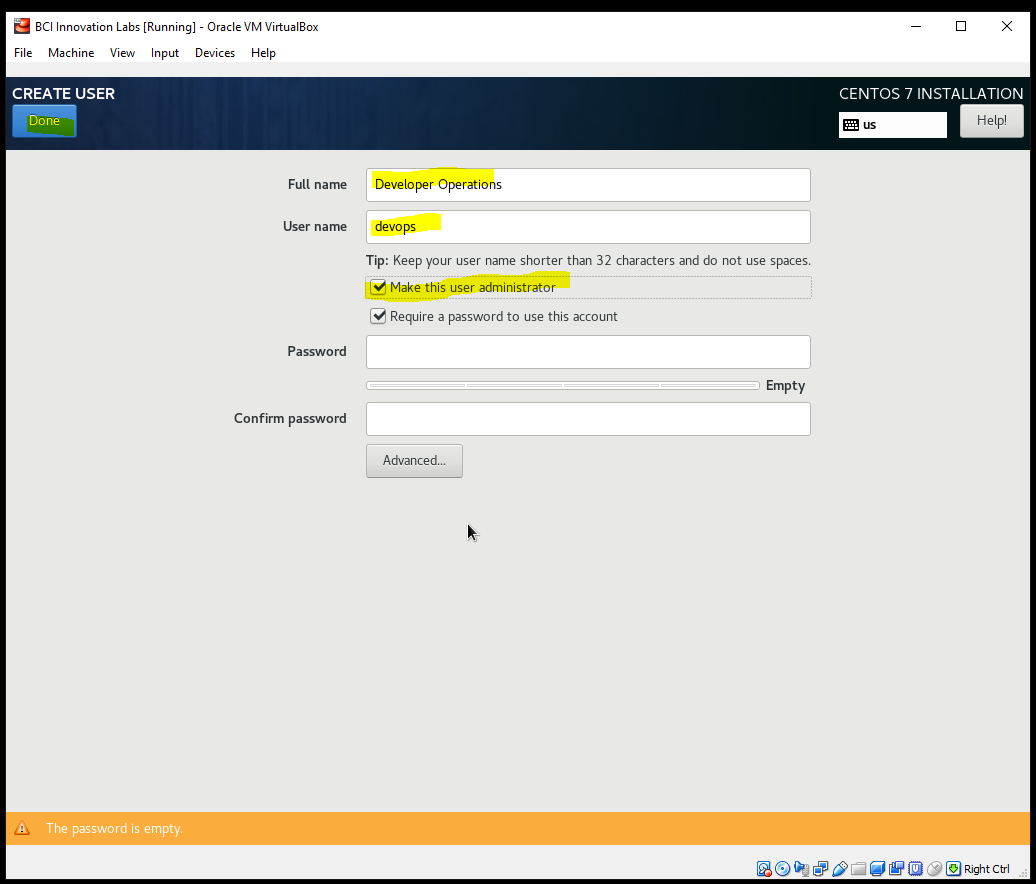 BCI Innovation Labs [Running] - Oracle VM VirtualBox
File Machine View Input Devices Help
CREATE USER
CENTOS 7 INSTALLATION
Done
us
Help!
Full name
Developer Operations
User name
devops
Tip: Keep your user name shorter than 32 characters and do not use spaces.
Make this user administrator
Require a password to use this account
Password
Empty
Confirm password
Advanced...
The password is empty.
Right Ctrl